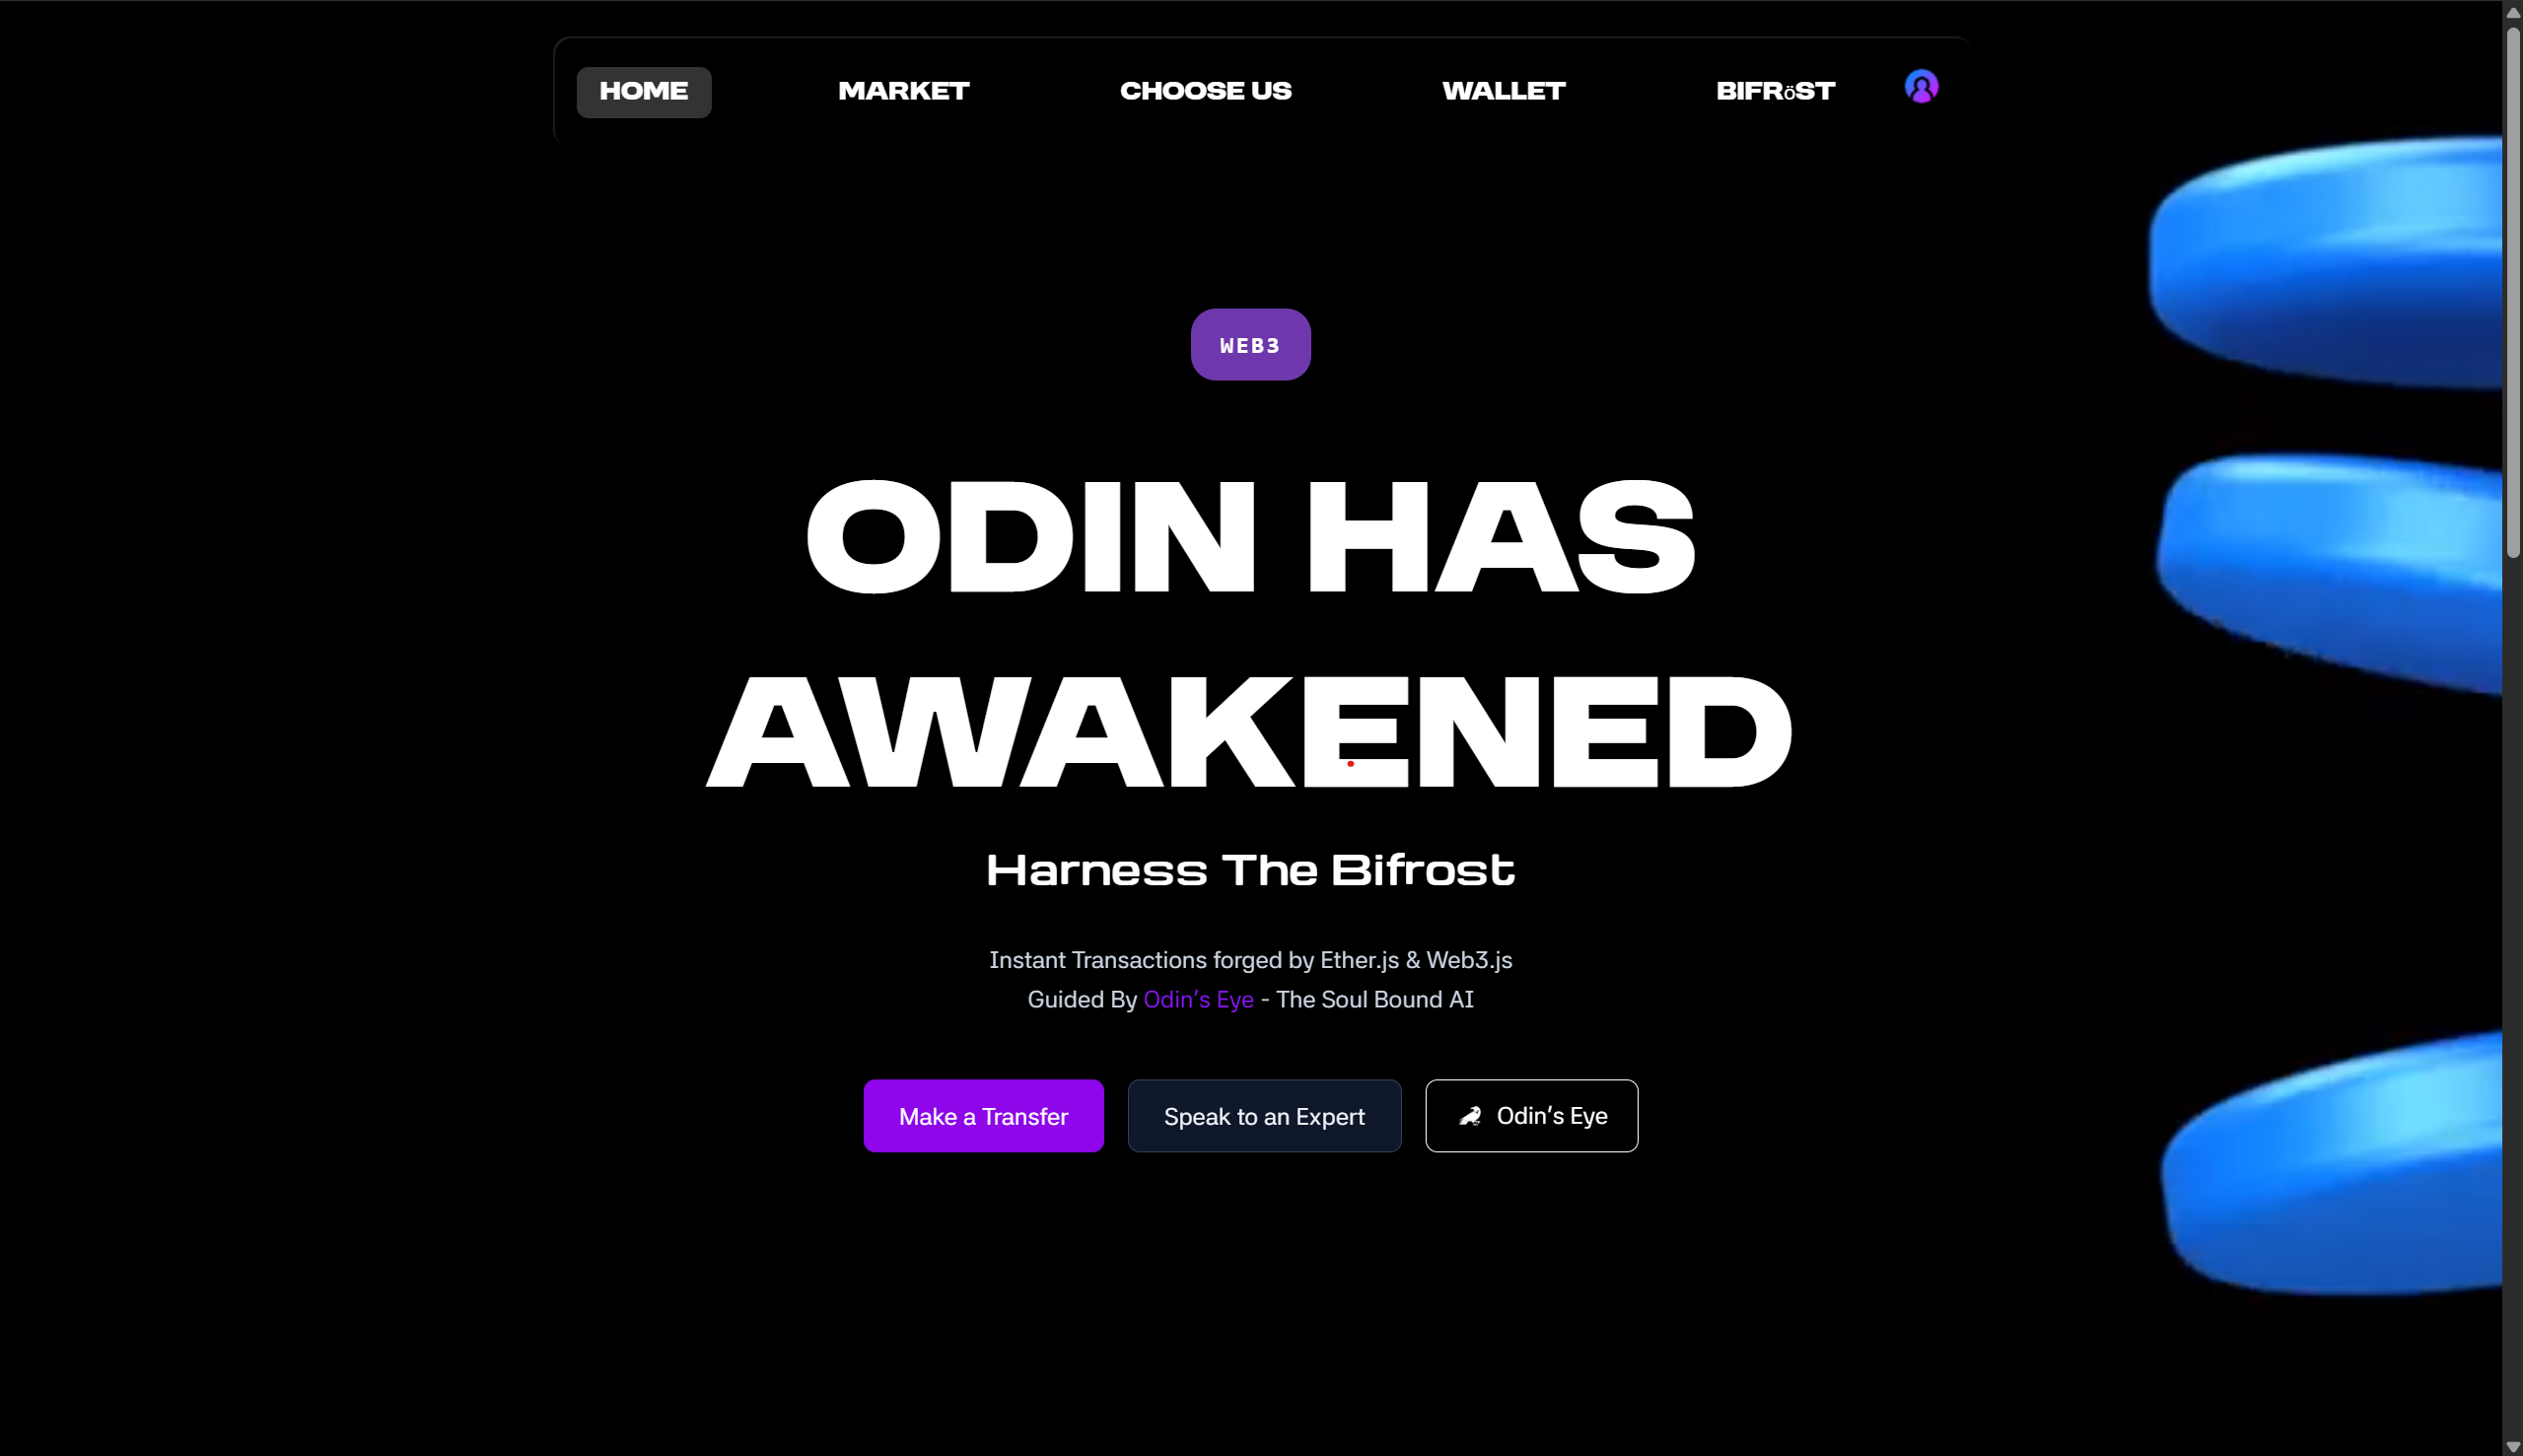 HOME MARKET CHOOSE US WALLET BIFRöST
WEB3
ODIN HAS
AWAKENED
Harness The Bifrost
Instant Transactions forged by Ether.js & Web3.js
Guided By Odin's Eye - The Soul Bound AI
Make a Transfer Speak to an Expert Odin's Eye